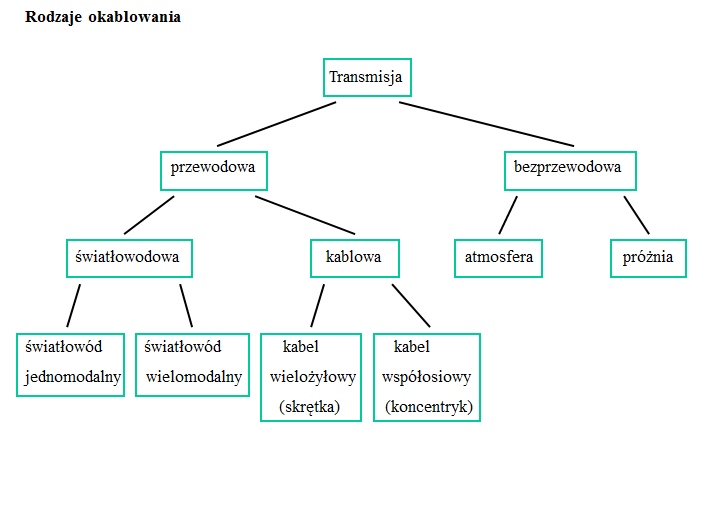 Rodzaje okablowania
Transmisja
przewodowa
bezprzewodowa
światłowodowa
kablowa
atmosfera
próżnia
światłowód
jednomodalny
światłowód
wielomodalny
kabel
wielożyłowy
(skrętka)
kabel
współosiowy
(koncentryk)